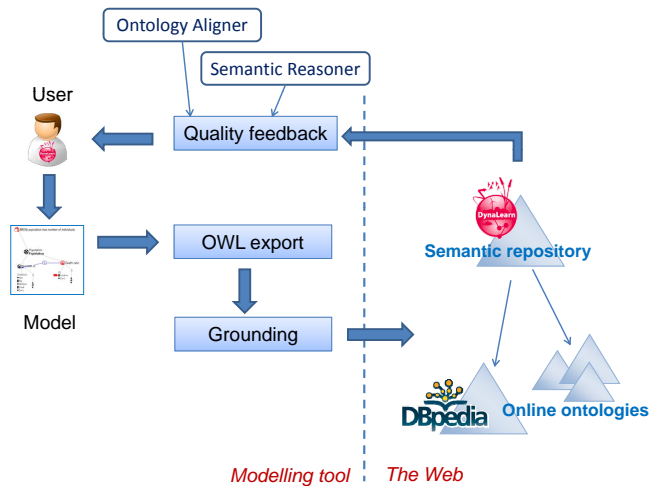 Ontology Aligner
Semantic Reasoner
User
Quality feedback
DynaLearn
Semantic repository
OWL export
Model
Grounding
DBpedia
Online ontologies
Modelling tool
The Web